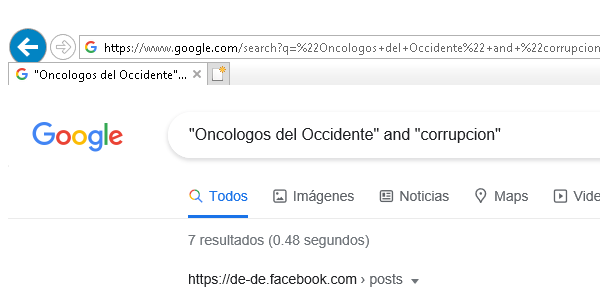 https://www.google.com/search?q=%22Oncologos+del+Occidente%22+and+%22corrupcion
"Oncologos del Occidente"...
Google
"Oncologos del Occidente" and "corrupcion"
Todos Imágenes Noticias Maps Vide
7 resultados (0.48 segundos)
https://de-de.facebook.com › posts